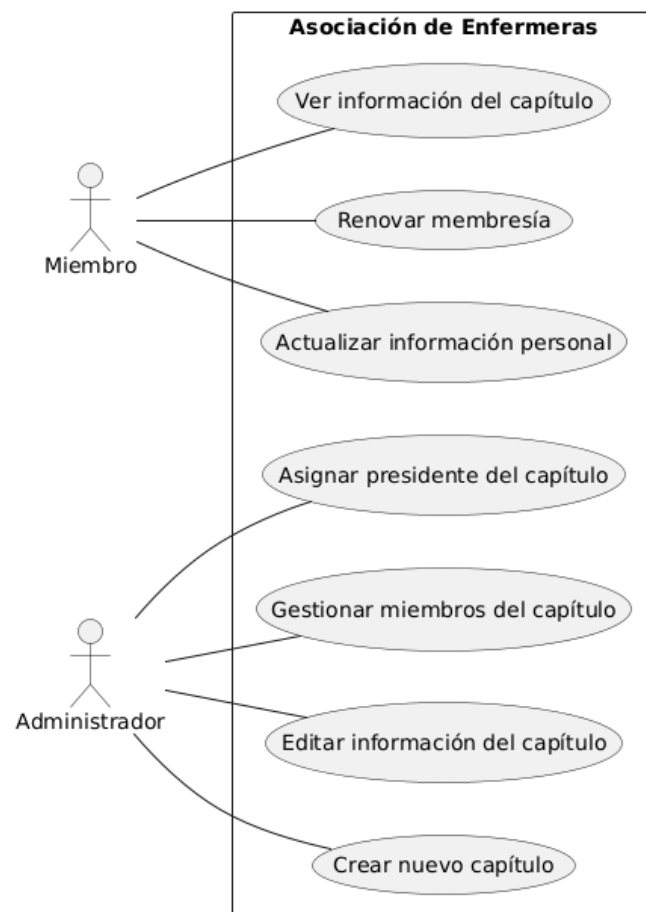 Asociación de Enfermeras
Ver información del capítulo
Renovar membresía
Miembro
Actualizar información personal
Asignar presidente del capítulo
Gestionar miembros del capítulo
Administrador
Editar información del capítulo
Crear nuevo capítulo